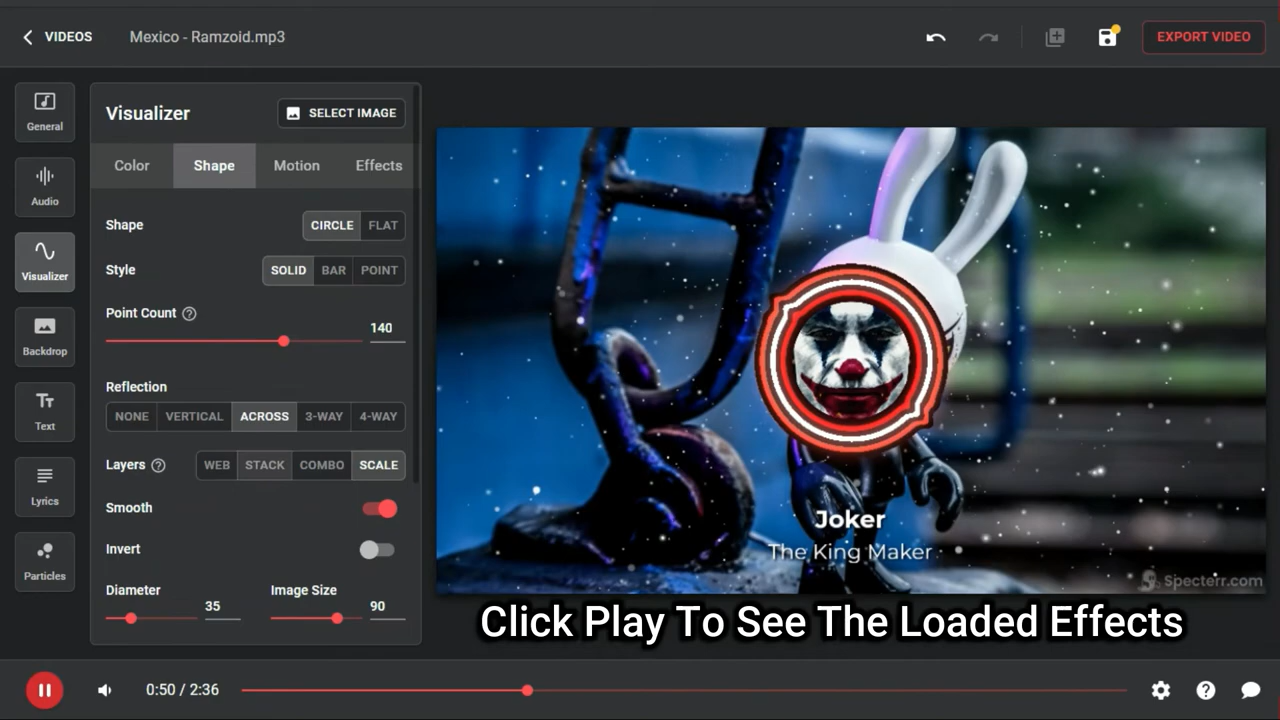 VIDEOS
Mexico - Ramzoid.mp3
EXPORT VIDEO
General
Audio
Visualizer
Backdrop
Text
Lyrics
Particles
Visualizer
SELECT IMAGE
Color Shape Motion Effects
Shape
CIRCLE FLAT
Style
SOLID BAR POINT
Point Count
140
Reflection
NONE VERTICAL ACROSS 3-WAY 4-WAY
Layers
WEB STACK COMBO SCALE
Smooth
Invert
Diameter
35
Image Size
90
Joker
The King Maker
Specterr.com
Click Play To See The Loaded Effects
0:50 / 2:36